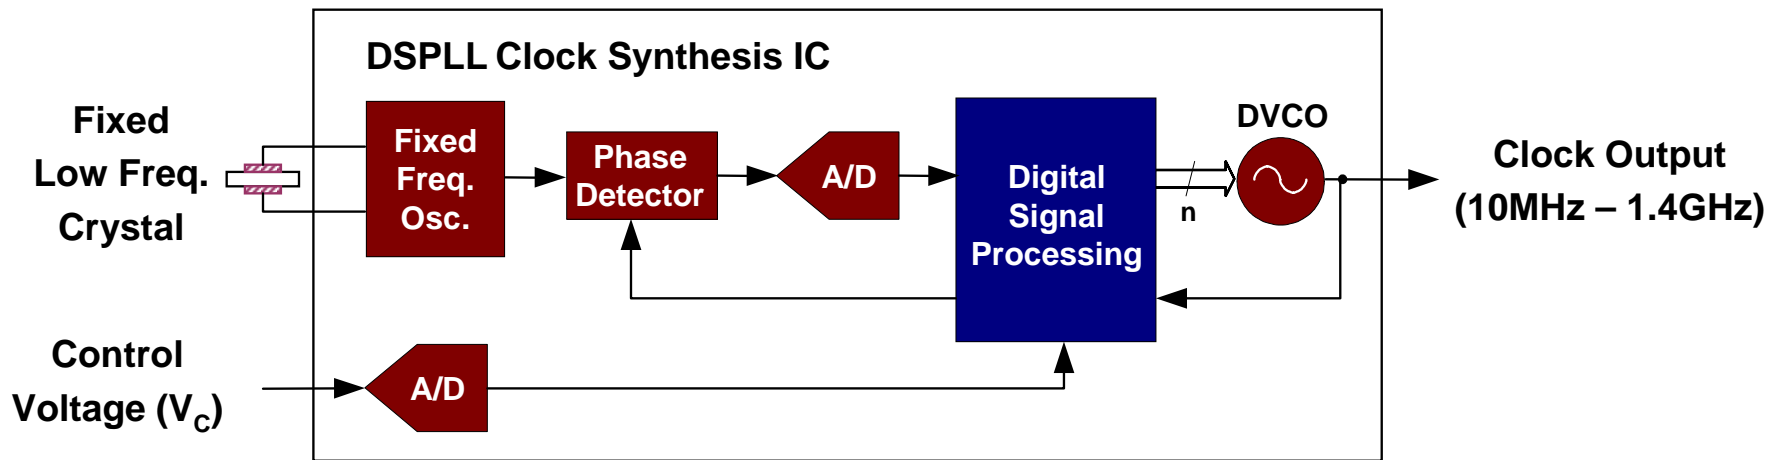 DSPLL Clock Synthesis IC
Fixed
Low Freq.
Crystal
Fixed
Freq.
Osc.
Phase
Detector
A/D
Digital
Signal
Processing
n
DVCO
Clock Output
(10MHz – 1.4GHz)
Control
Voltage (VC)
A/D